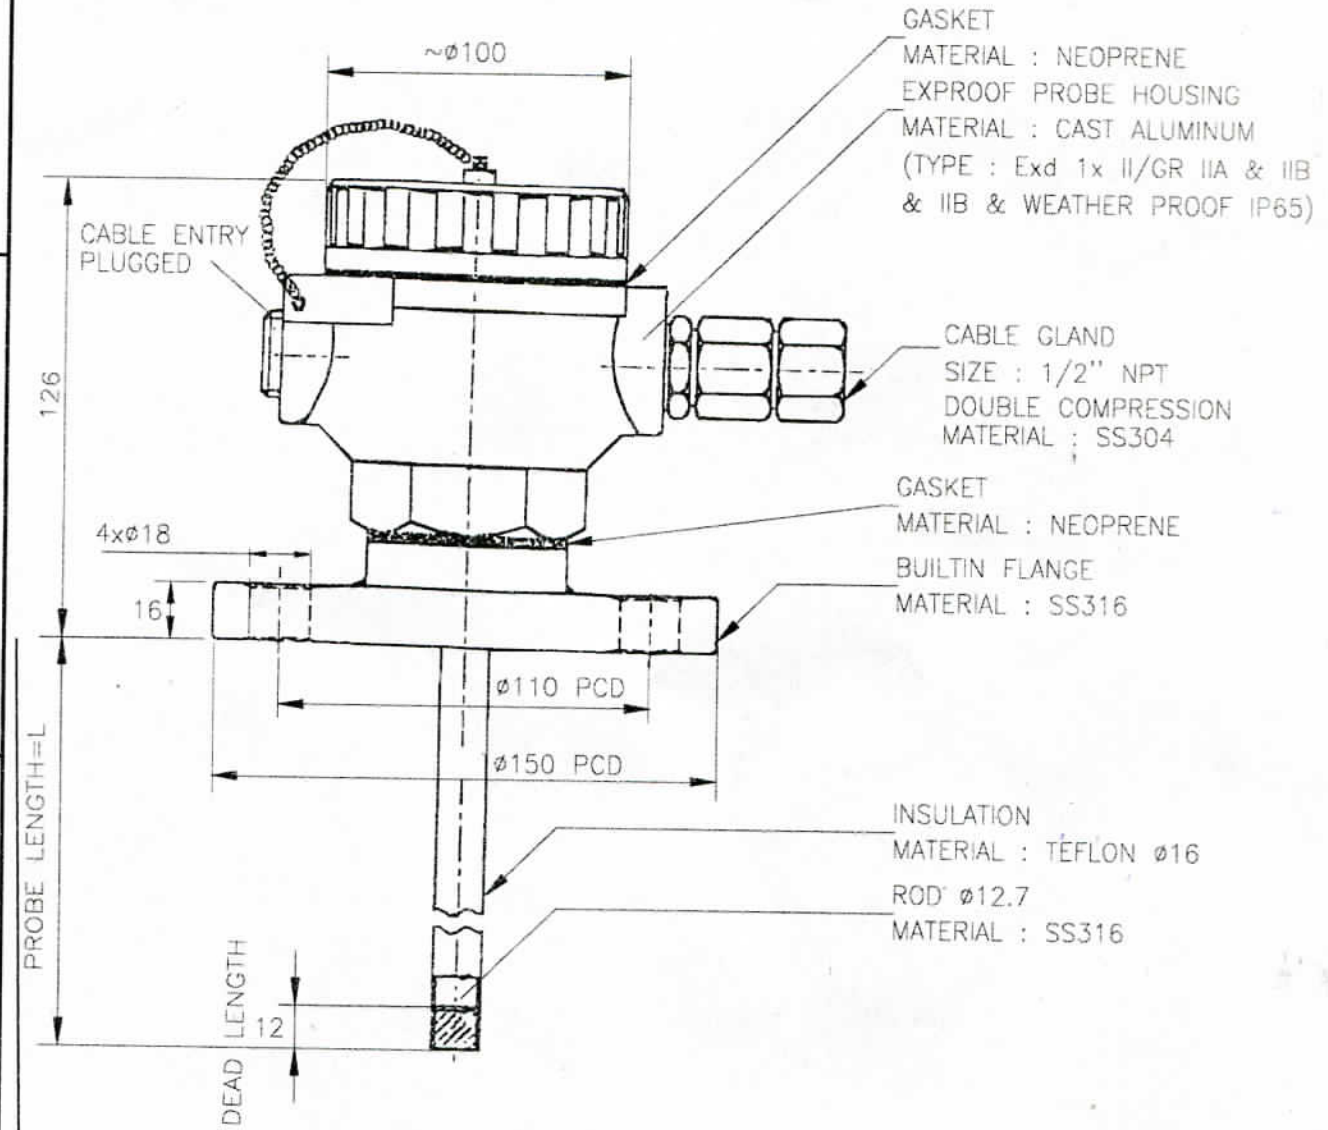 ~ø100
GASKET
MATERIAL : NEOPRENE
EXPROOF PROBE HOUSING
MATERIAL : CAST ALUMINUM
(TYPE : Exd 1x II/GR IIA & IIB
& IIB & WEATHER PROOF IP65)
CABLE ENTRY
PLUGGED
126
CABLE GLAND
SIZE : 1/2" NPT
DOUBLE COMPRESSION
MATERIAL : SS304
GASKET
MATERIAL : NEOPRENE
4xø18
16
BUILTIN FLANGE
MATERIAL : SS316
ø110 PCD
ø150 PCD
PROBE LENGTH=L
INSULATION
MATERIAL : TEFLON ø16
ROD ø12.7
MATERIAL : SS316
DEAD LENGTH
12